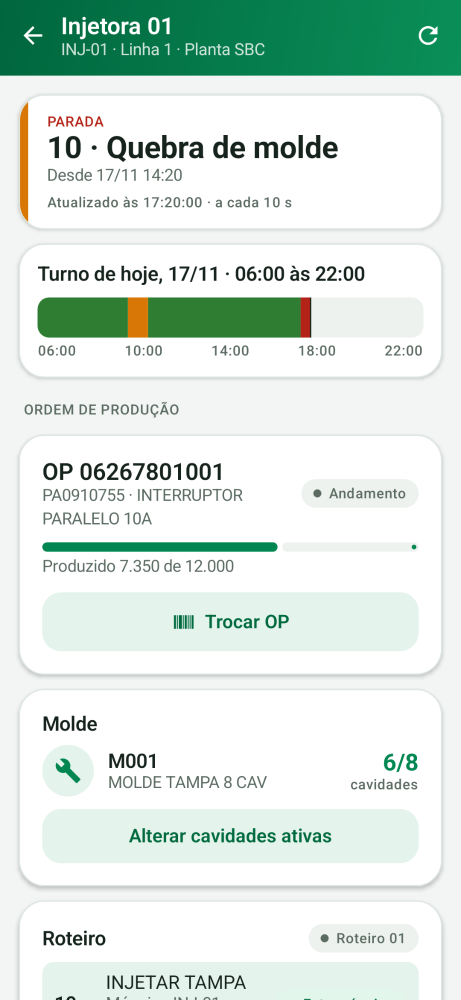 Injetora 01
INJ-01 · Linha 1 · Planta SBC
PARADA
10 · Quebra de molde
Desde 17/11 14:20
Atualizado às 17:20:00 · a cada 10 s
Turno de hoje, 17/11 · 06:00 às 22:00
06:00 10:00 14:00 18:00 22:00
ORDEM DE PRODUÇÃO
OP 06267801001
PA0910755 · INTERRUPTOR
PARALELO 10A
Andamento
Produzido 7.350 de 12.000
Trocar OP
Molde
M001
MOLDE TAMPA 8 CAV
6/8
cavidades
Alterar cavidades ativas
Roteiro
Roteiro 01
INJETAR TAMPA